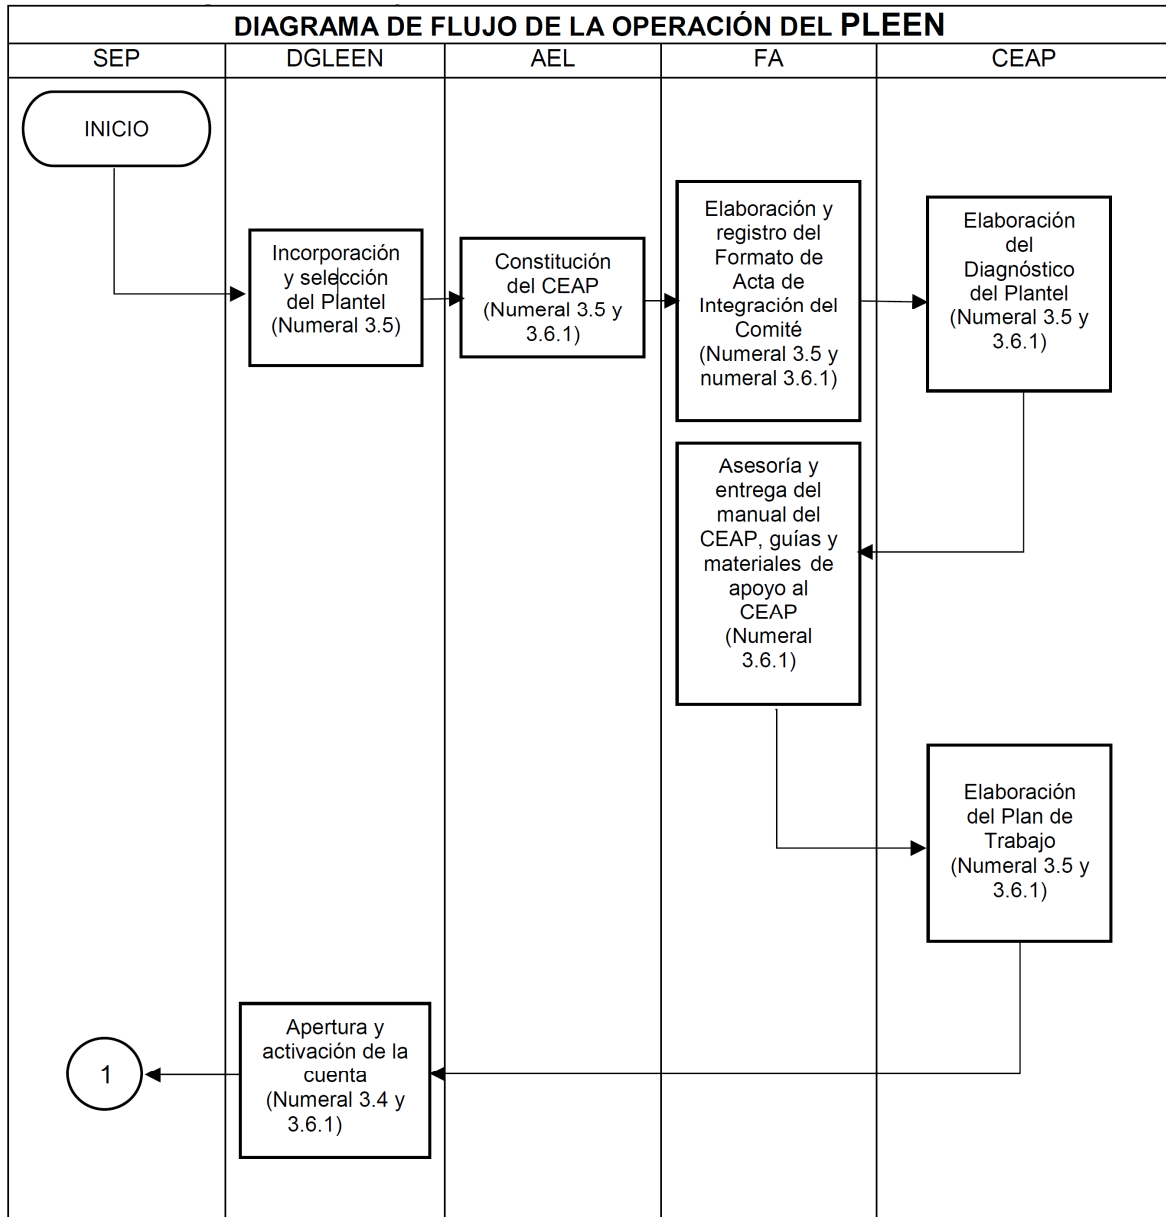 DIAGRAMA DE FLUJO DE LA OPERACIÓN DEL PLEEN
SEP
DGLEEN
AEL
FA
CEAP
INICIO
Incorporación
y selección
del Plantel
(Numeral 3.5)
Constitución
del CEAP
(Numeral 3.5 y
3.6.1)
Elaboración y
registro del
Formato de
Acta de
Integración del
Comité
(Numeral 3.5 y
numeral 3.6.1)
Elaboración
del
Diagnóstico
del Plantel
(Numeral 3.5 y
3.6.1)
Asesoría y
entrega del
manual del
CEAP, guías y
materiales de
apoyo al
CEAP
(Numeral
3.6.1)
Elaboración
del Plan de
Trabajo
(Numeral 3.5 y
3.6.1)
Apertura y
activación de la
cuenta
(Numeral 3.4 y
3.6.1)
1